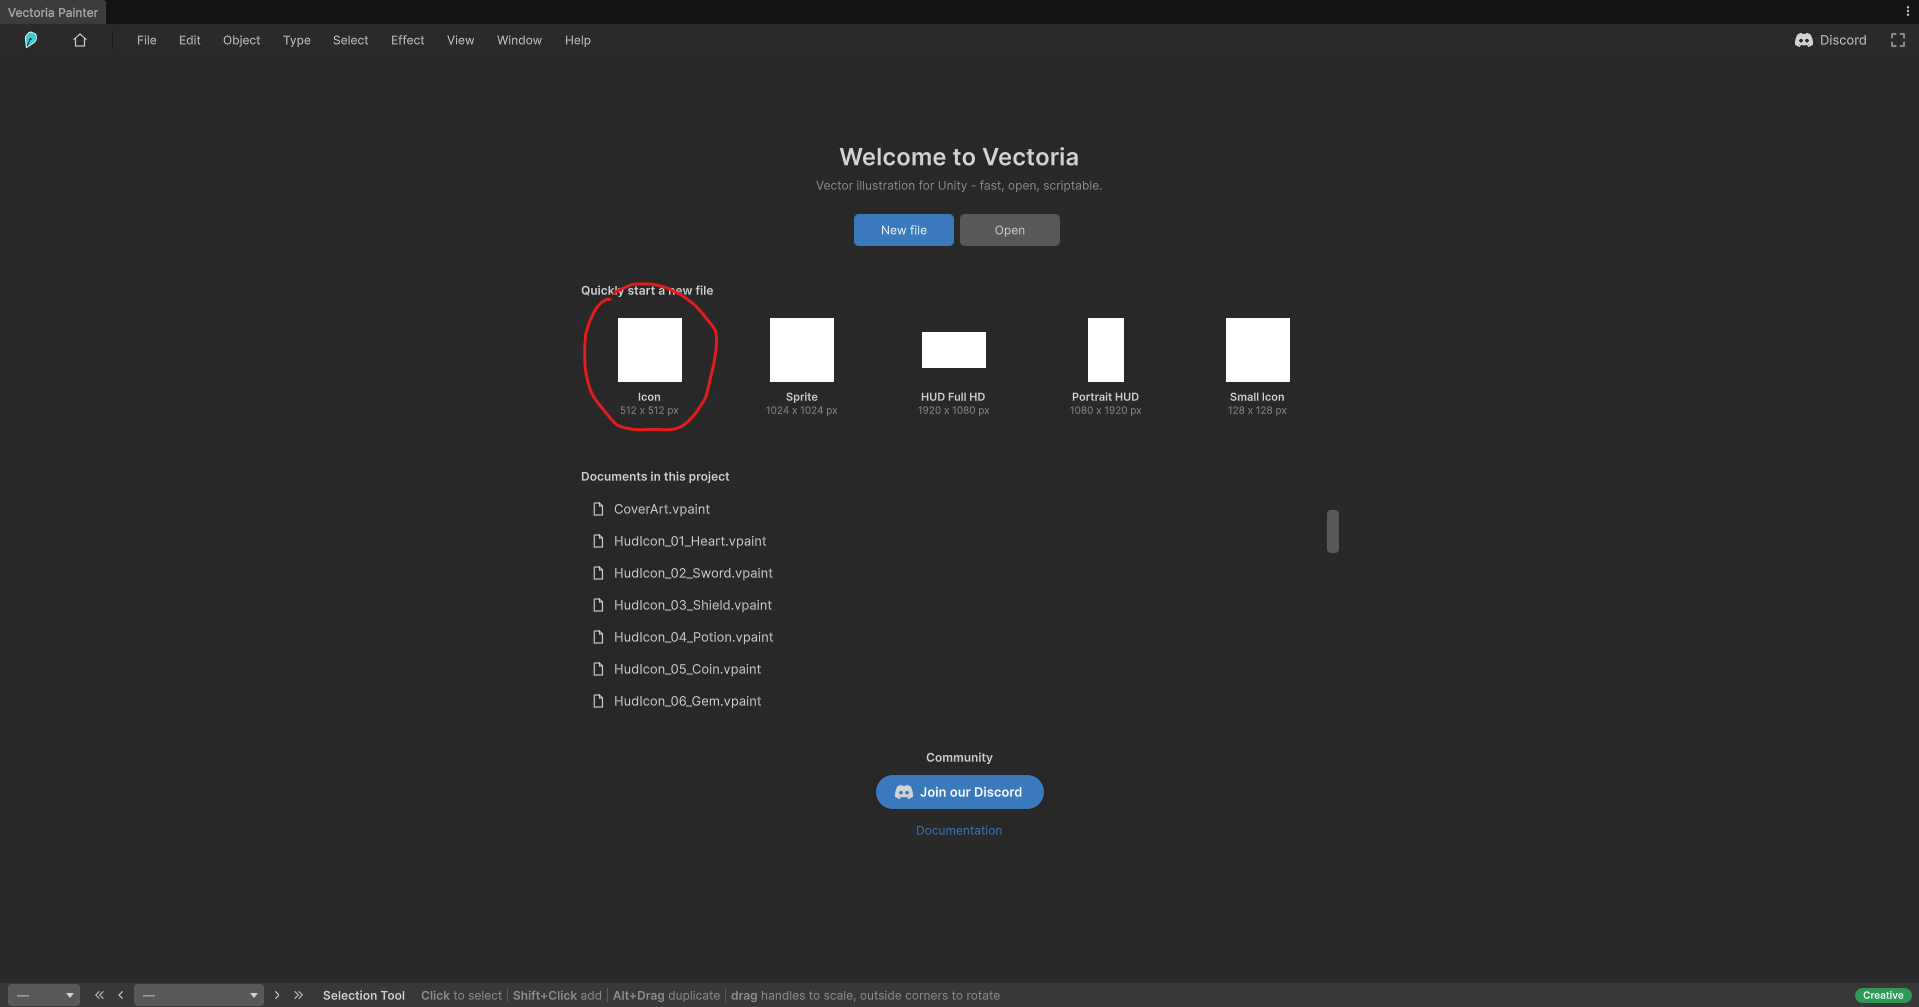 Vectoria Painter
File Edit Object Type Select Effect View Window Help Discord
Welcome to Vectoria
Vector illustration for Unity - fast, open, scriptable.
New file Open
Quickly start a new file
Icon Sprite HUD Full HD Portrait HUD Small Icon
512 x 512 px 1024 x 1024 px 1920 x 1080 px 1080 x 1920 px 128 x 128 px
Documents in this project
CoverArt.vpaint
HudIcon_01_Heart.vpaint
HudIcon_02_Sword.vpaint
HudIcon_03_Shield.vpaint
HudIcon_04_Potion.vpaint
HudIcon_05_Coin.vpaint
HudIcon_06_Gem.vpaint
Community
Join our Discord
Documentation
— — Selection Tool Click to select | Shift+Click add | Alt+Drag duplicate | drag handles to scale, outside corners to rotate Creative